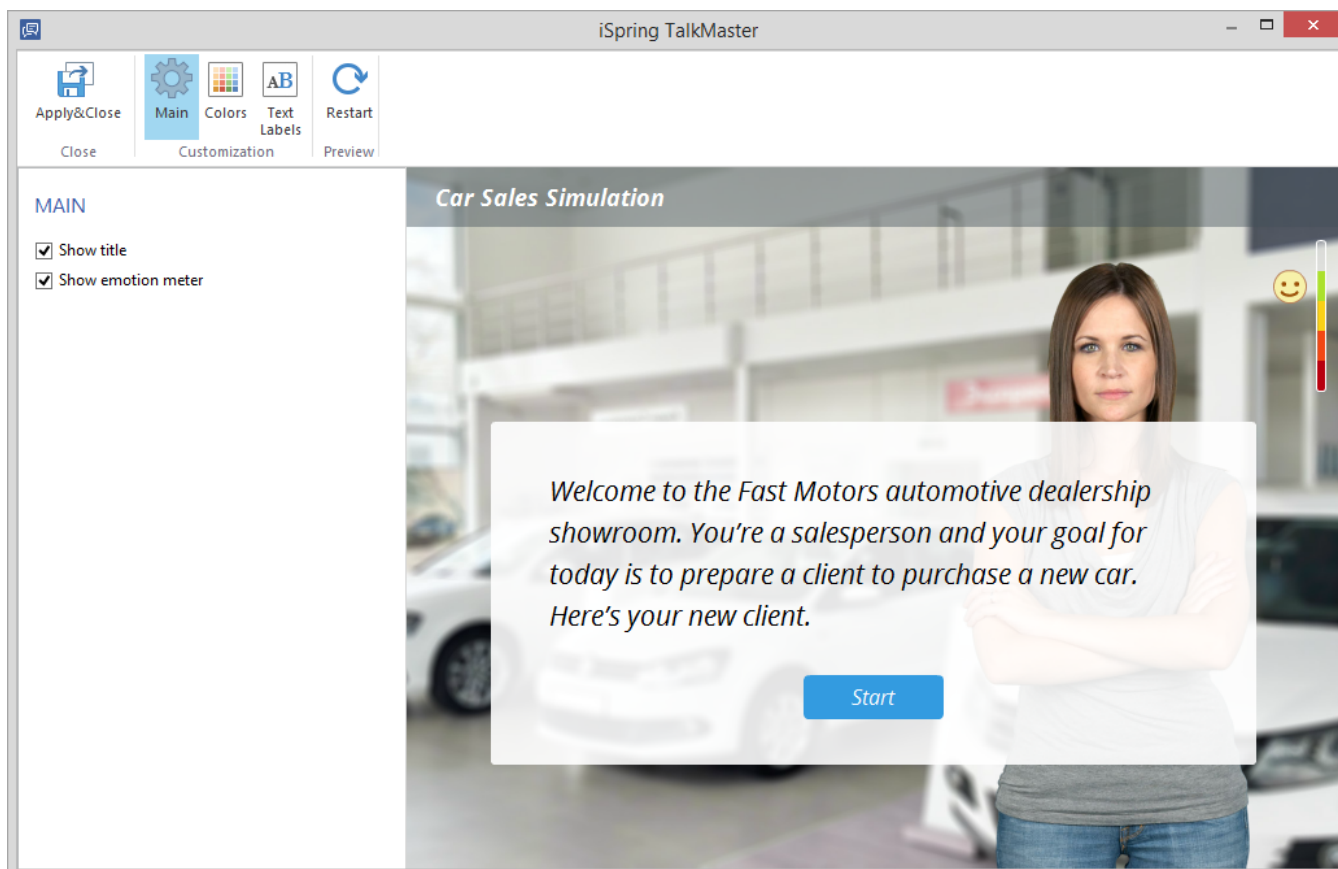 iSpring TalkMaster
Apply&Close
Main
Colors
AB
Text
Labels
Restart
Close
Customization
Preview
MAIN
Show title
Show emotion meter
Car Sales Simulation
Welcome to the Fast Motors automotive dealership
showroom. You’re a salesperson and your goal for
today is to prepare a client to purchase a new car.
Here’s your new client.
Start